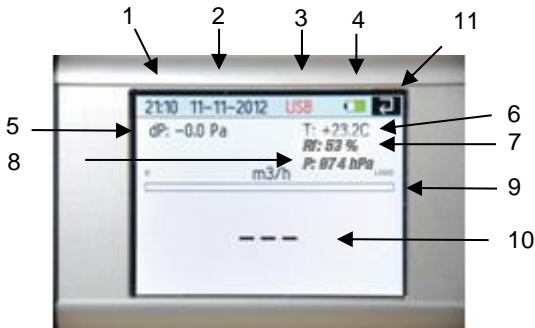 1 2 3 4 11
21:10 11-11-2012 USB
5 dP: -0.0 Pa T: +23.2C 6
Rf: 53 % 7
8 P: 974 hPa
m3/h
9
--- 10